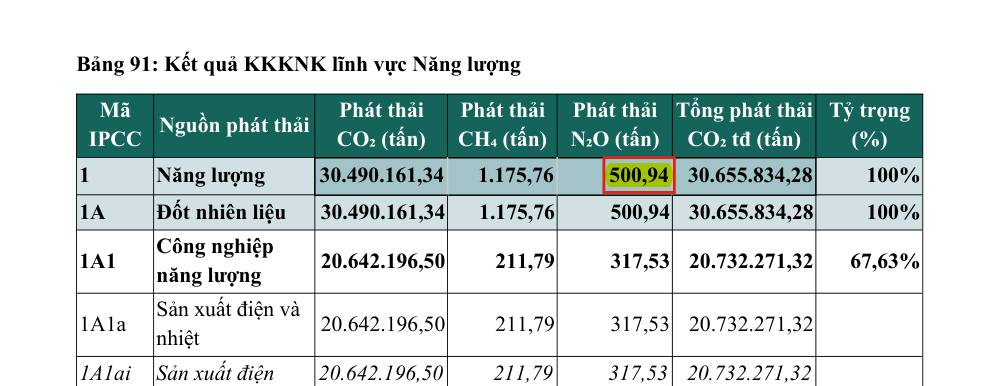 Bảng 91: Kết quả KKKNK lĩnh vực Năng lượng
Mã IPCC Nguồn phát thải Phát thải CO₂ (tấn) Phát thải CH₄ (tấn) Phát thải N₂O (tấn) Tổng phát thải CO₂ tđ (tấn) Tỷ trọng (%)
1 Năng lượng 30.490.161,34 1.175,76 500,94 30.655.834,28 100%
1A Đốt nhiên liệu 30.490.161,34 1.175,76 500,94 30.655.834,28 100%
1A1 Công nghiệp năng lượng 20.642.196,50 211,79 317,53 20.732.271,32 67,63%
1A1a Sản xuất điện và nhiệt 20.642.196,50 211,79 317,53 20.732.271,32
1A1ai Sản xuất điện 20.642.196,50 211,79 317,53 20.732.271,32